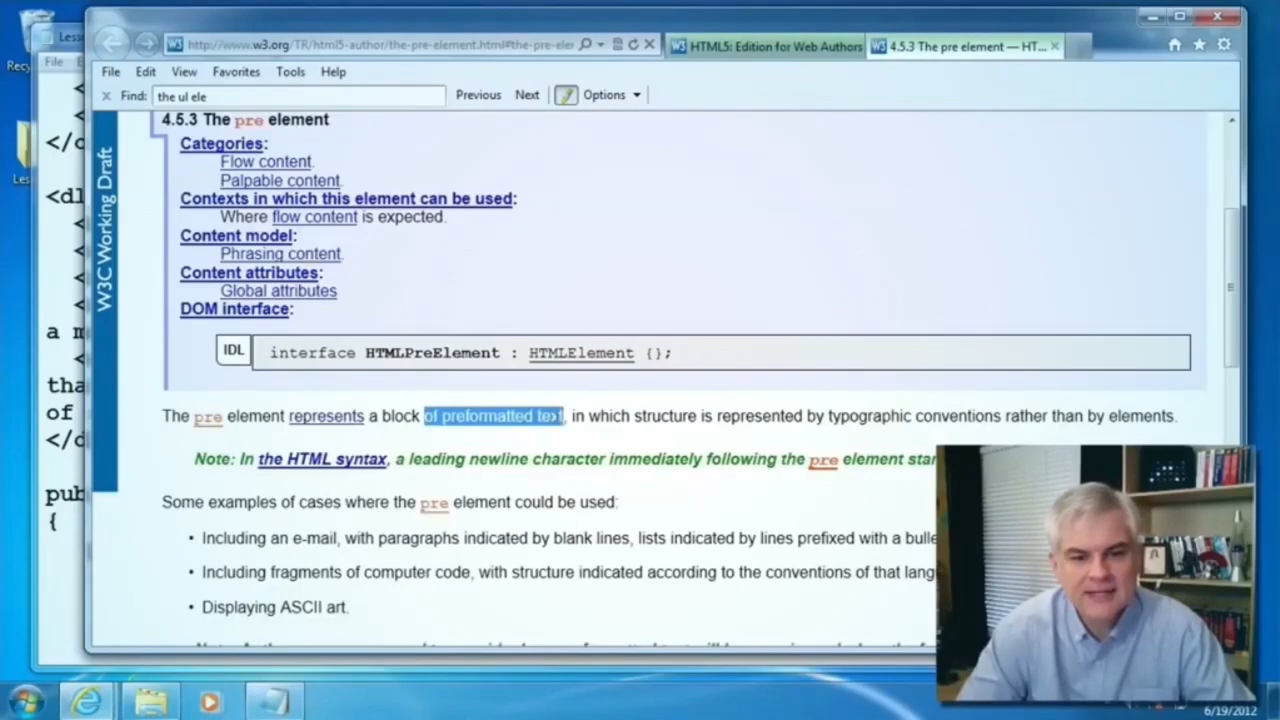 Recy
Less
File
E
http://www.w3.org/TR/html5-author/the-pre-element.html#the-pre-eler
HTML5: Edition for Web Authors
4.5.3 The pre element — HT...
File Edit View Favorites Tools Help
Find: the ul ele Previous Next Options
W3C Working Draft
4.5.3 The pre element
Categories:
Flow content.
Palpable content.
Contexts in which this element can be used:
Where flow content is expected.
Content model:
Phrasing content.
Content attributes:
Global attributes
DOM interface:
IDL interface HTMLPreElement : HTMLElement {};
The pre element represents a block of preformatted text, in which structure is represented by typographic conventions rather than by elements.
Note: In the HTML syntax, a leading newline character immediately following the pre element star
Some examples of cases where the pre element could be used:
• Including an e-mail, with paragraphs indicated by blank lines, lists indicated by lines prefixed with a bulle
• Including fragments of computer code, with structure indicated according to the conventions of that lang
• Displaying ASCII art.
<
</c
Les
<dl
<
<
<
<
a m
<
tha
of
</d
pub
{
6/19/2012